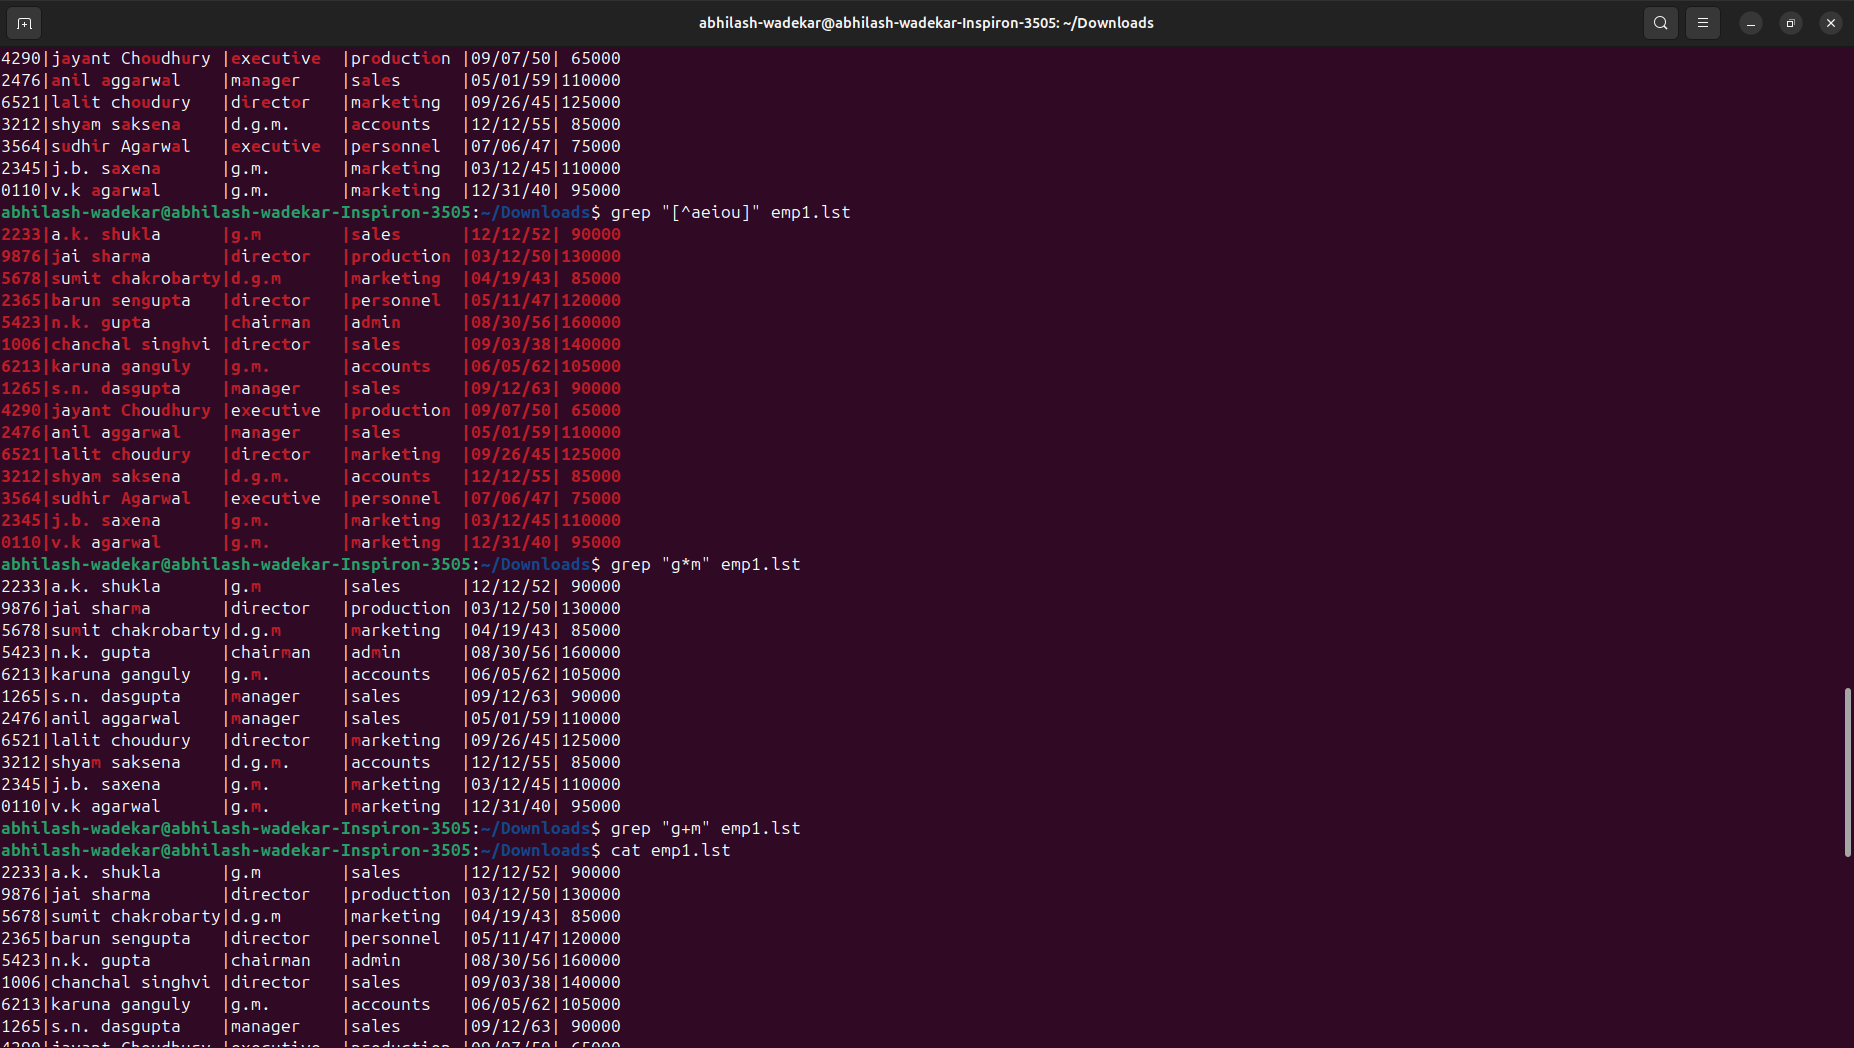 abhilash-wadekar@abhilash-wadekar-Inspiron-3505: ~/Downloads
4290|jayant Choudhury |executive  |production |09/07/50| 65000
2476|anil aggarwal    |manager    |sales      |05/01/59|110000
6521|lalit choudury   |director   |marketing  |09/26/45|125000
3212|shyam saksena    |d.g.m.     |accounts   |12/12/55| 85000
3564|sudhir Agarwal   |executive  |personnel  |07/06/47| 75000
2345|j.b. saxena      |g.m.       |marketing  |03/12/45|110000
0110|v.k agarwal      |g.m.       |marketing  |12/31/40| 95000
abhilash-wadekar@abhilash-wadekar-Inspiron-3505:~/Downloads$ grep "[^aeiou]" emp1.lst
2233|a.k. shukla      |g.m        |sales      |12/12/52| 90000
9876|jai sharma       |director   |production |03/12/50|130000
5678|sumit chakrobarty|d.g.m      |marketing  |04/19/43| 85000
2365|barun sengupta   |director   |personnel  |05/11/47|120000
5423|n.k. gupta       |chairman   |admin      |08/30/56|160000
1006|chanchal singhvi |director   |sales      |09/03/38|140000
6213|karuna ganguly   |g.m.       |accounts   |06/05/62|105000
1265|s.n. dasgupta    |manager    |sales      |09/12/63| 90000
4290|jayant Choudhury |executive  |production |09/07/50| 65000
2476|anil aggarwal    |manager    |sales      |05/01/59|110000
6521|lalit choudury   |director   |marketing  |09/26/45|125000
3212|shyam saksena    |d.g.m.     |accounts   |12/12/55| 85000
3564|sudhir Agarwal   |executive  |personnel  |07/06/47| 75000
2345|j.b. saxena      |g.m.       |marketing  |03/12/45|110000
0110|v.k agarwal      |g.m.       |marketing  |12/31/40| 95000
abhilash-wadekar@abhilash-wadekar-Inspiron-3505:~/Downloads$ grep "g*m" emp1.lst
2233|a.k. shukla      |g.m        |sales      |12/12/52| 90000
9876|jai sharma       |director   |production |03/12/50|130000
5678|sumit chakrobarty|d.g.m      |marketing  |04/19/43| 85000
5423|n.k. gupta       |chairman   |admin      |08/30/56|160000
6213|karuna ganguly   |g.m.       |accounts   |06/05/62|105000
1265|s.n. dasgupta    |manager    |sales      |09/12/63| 90000
2476|anil aggarwal    |manager    |sales      |05/01/59|110000
6521|lalit choudury   |director   |marketing  |09/26/45|125000
3212|shyam saksena    |d.g.m.     |accounts   |12/12/55| 85000
2345|j.b. saxena      |g.m.       |marketing  |03/12/45|110000
0110|v.k agarwal      |g.m.       |marketing  |12/31/40| 95000
abhilash-wadekar@abhilash-wadekar-Inspiron-3505:~/Downloads$ grep "g+m" emp1.lst
abhilash-wadekar@abhilash-wadekar-Inspiron-3505:~/Downloads$ cat emp1.lst
2233|a.k. shukla      |g.m        |sales      |12/12/52| 90000
9876|jai sharma       |director   |production |03/12/50|130000
5678|sumit chakrobarty|d.g.m      |marketing  |04/19/43| 85000
2365|barun sengupta   |director   |personnel  |05/11/47|120000
5423|n.k. gupta       |chairman   |admin      |08/30/56|160000
1006|chanchal singhvi |director   |sales      |09/03/38|140000
6213|karuna ganguly   |g.m.       |accounts   |06/05/62|105000
1265|s.n. dasgupta    |manager    |sales      |09/12/63| 90000
4290|jayant Choudhury |executive  |production |09/07/50| 65000